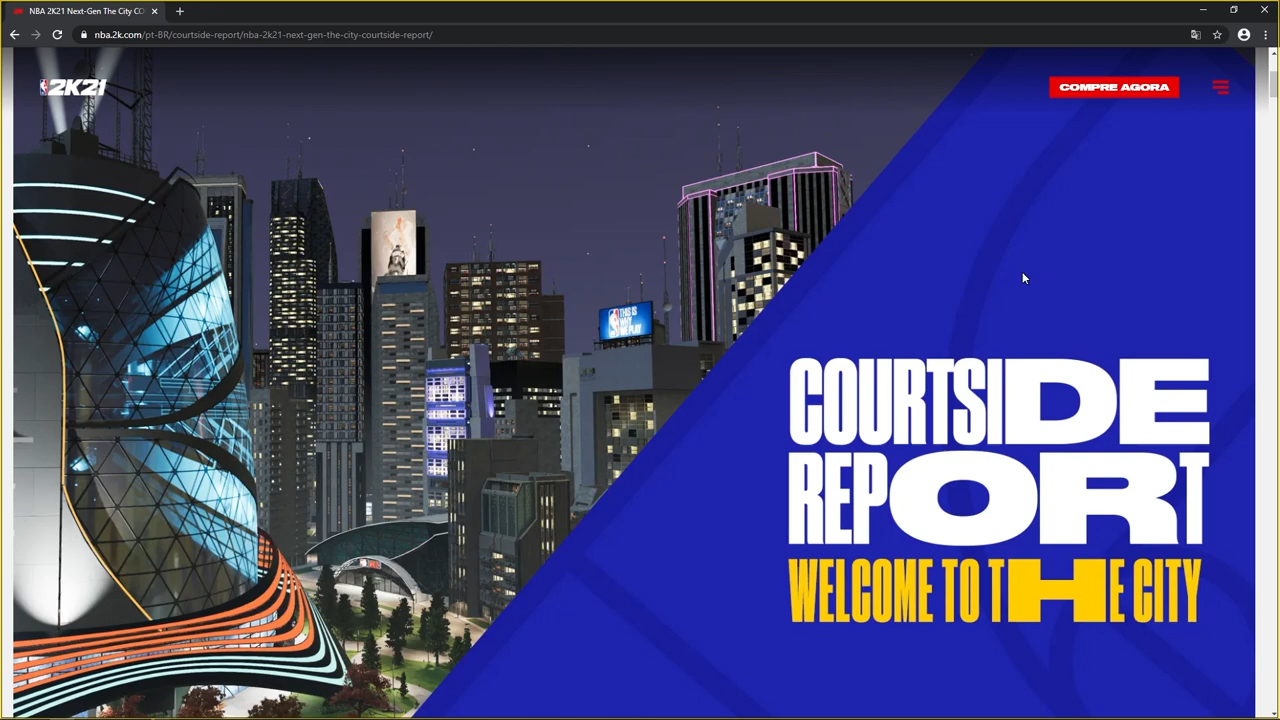 NBA 2K21 Next-Gen The City CO
nba.2k.com/pt-BR/courtside-report/nba-2k21-next-gen-the-city-courtside-report/
2K21
COMPRE AGORA
THIS IS
WHY
WE PLAY
COURTSIDE
REPORT
WELCOME TO THE CITY